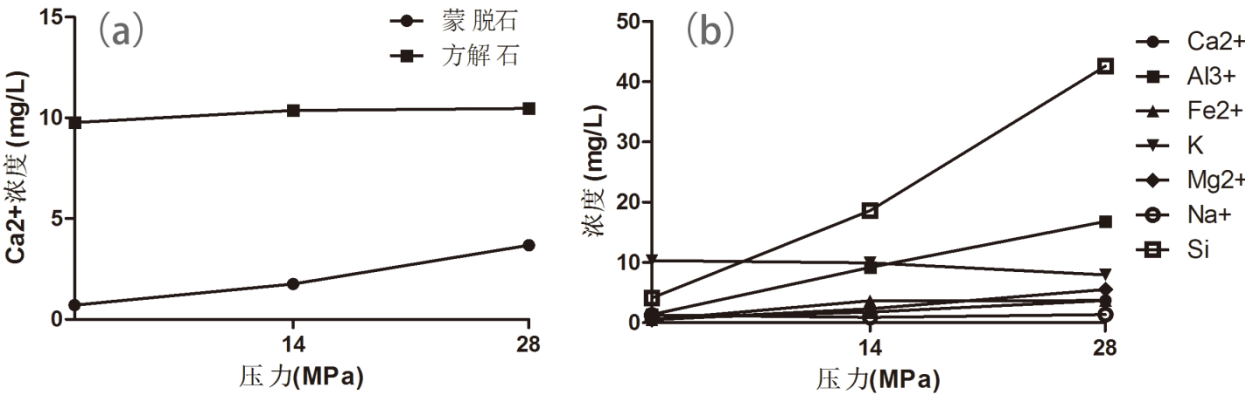 (a)
蒙脱石
方解石
15
10
5
0
Ca2+浓度(mg/L)
14
28
压力(MPa)
(b)
50
40
30
20
10
0
浓度(mg/L)
14
28
压力(MPa)
Ca2+
Al3+
Fe2+
K
Mg2+
Na+
Si